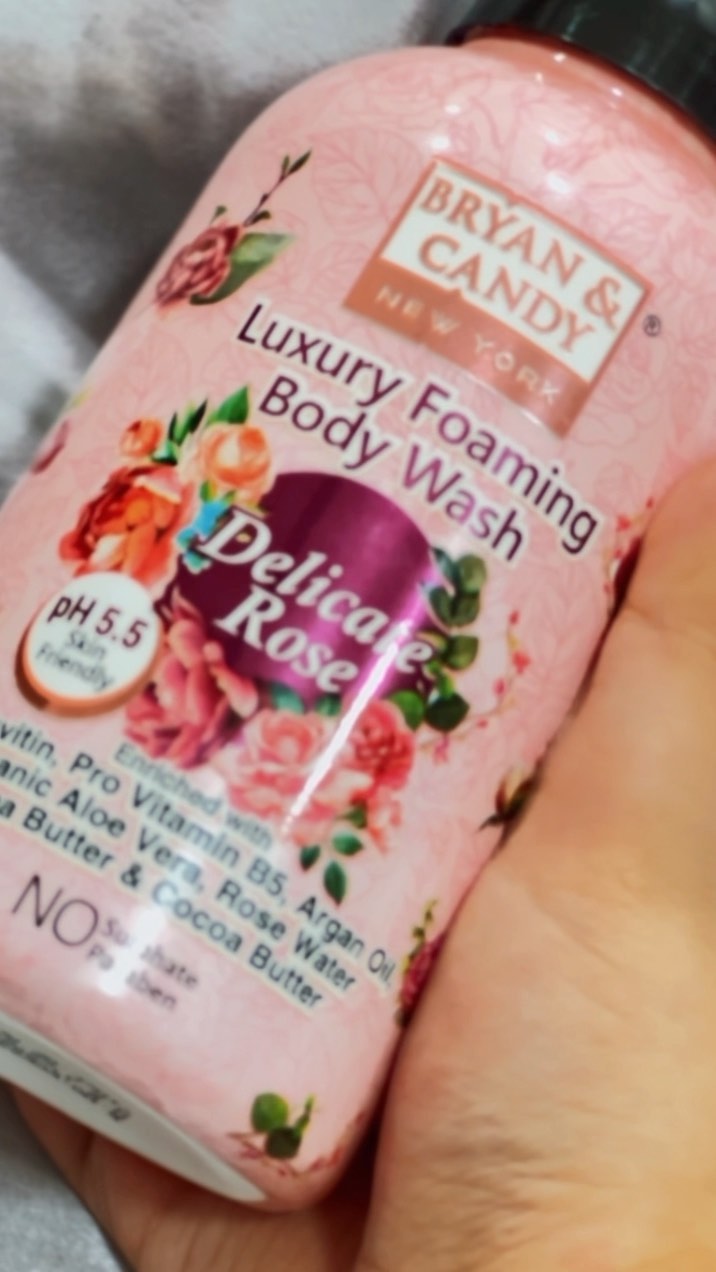 BRYAN &
CANDY
NEW YORK
®
Luxury Foaming
Body Wash
Delicate
Rose
pH 5.5
Skin
Friendly
Enriched with
Pro Vitamin B5, Argan Oil,
Aloe Vera, Rose Water
Butter & Cocoa Butter
NO
Paraben